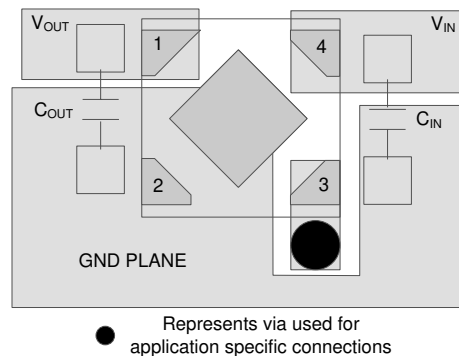 VOUT
VIN
1
4
COUT
CIN
2
3
GND PLANE
Represents via used for
application specific connections